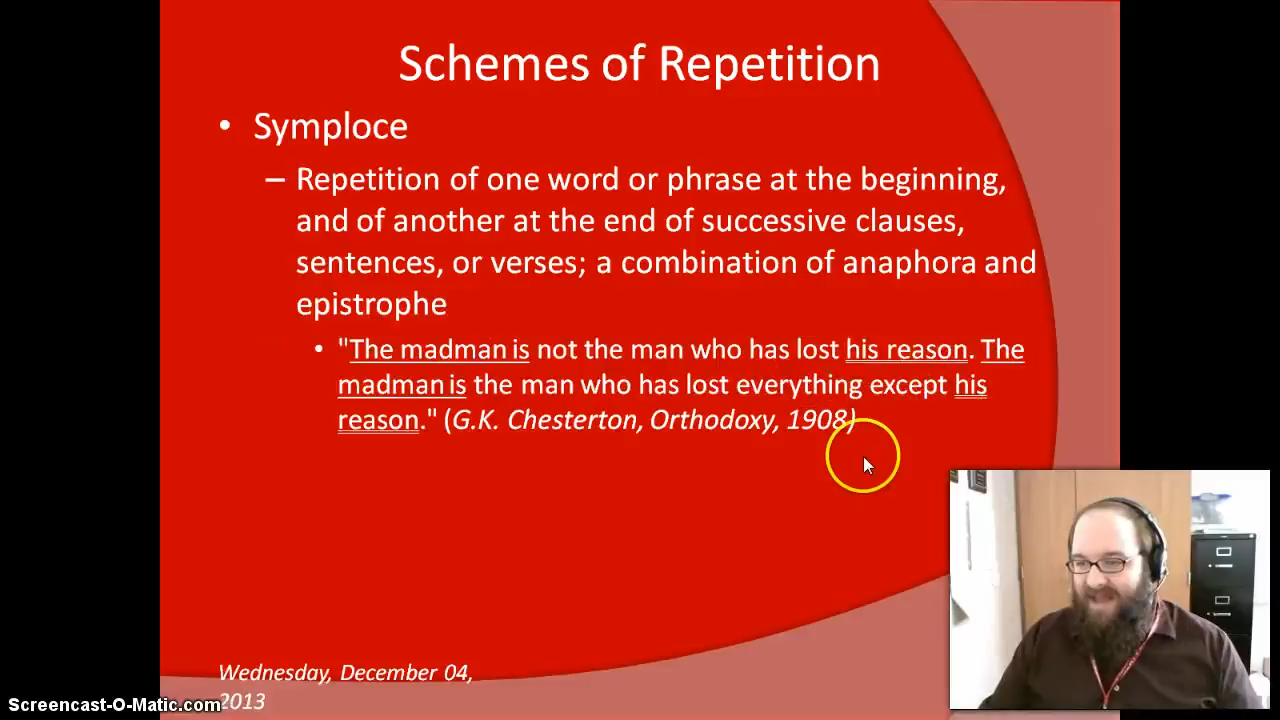 Schemes of Repetition
• Symploce
– Repetition of one word or phrase at the beginning,
and of another at the end of successive clauses,
sentences, or verses; a combination of anaphora and
epistrophe
• "The madman is not the man who has lost his reason. The
madman is the man who has lost everything except his
reason." (G.K. Chesterton, Orthodoxy, 1908)
Wednesday, December 04,
2013
Screencast-O-Matic.com